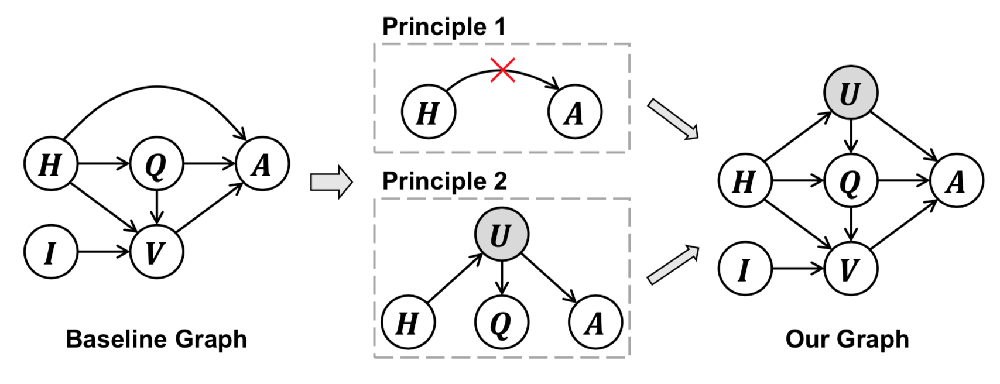 H Q A
I V
Baseline Graph
Principle 1
H A
Principle 2
U
H Q A
U
H Q A
I V
Our Graph